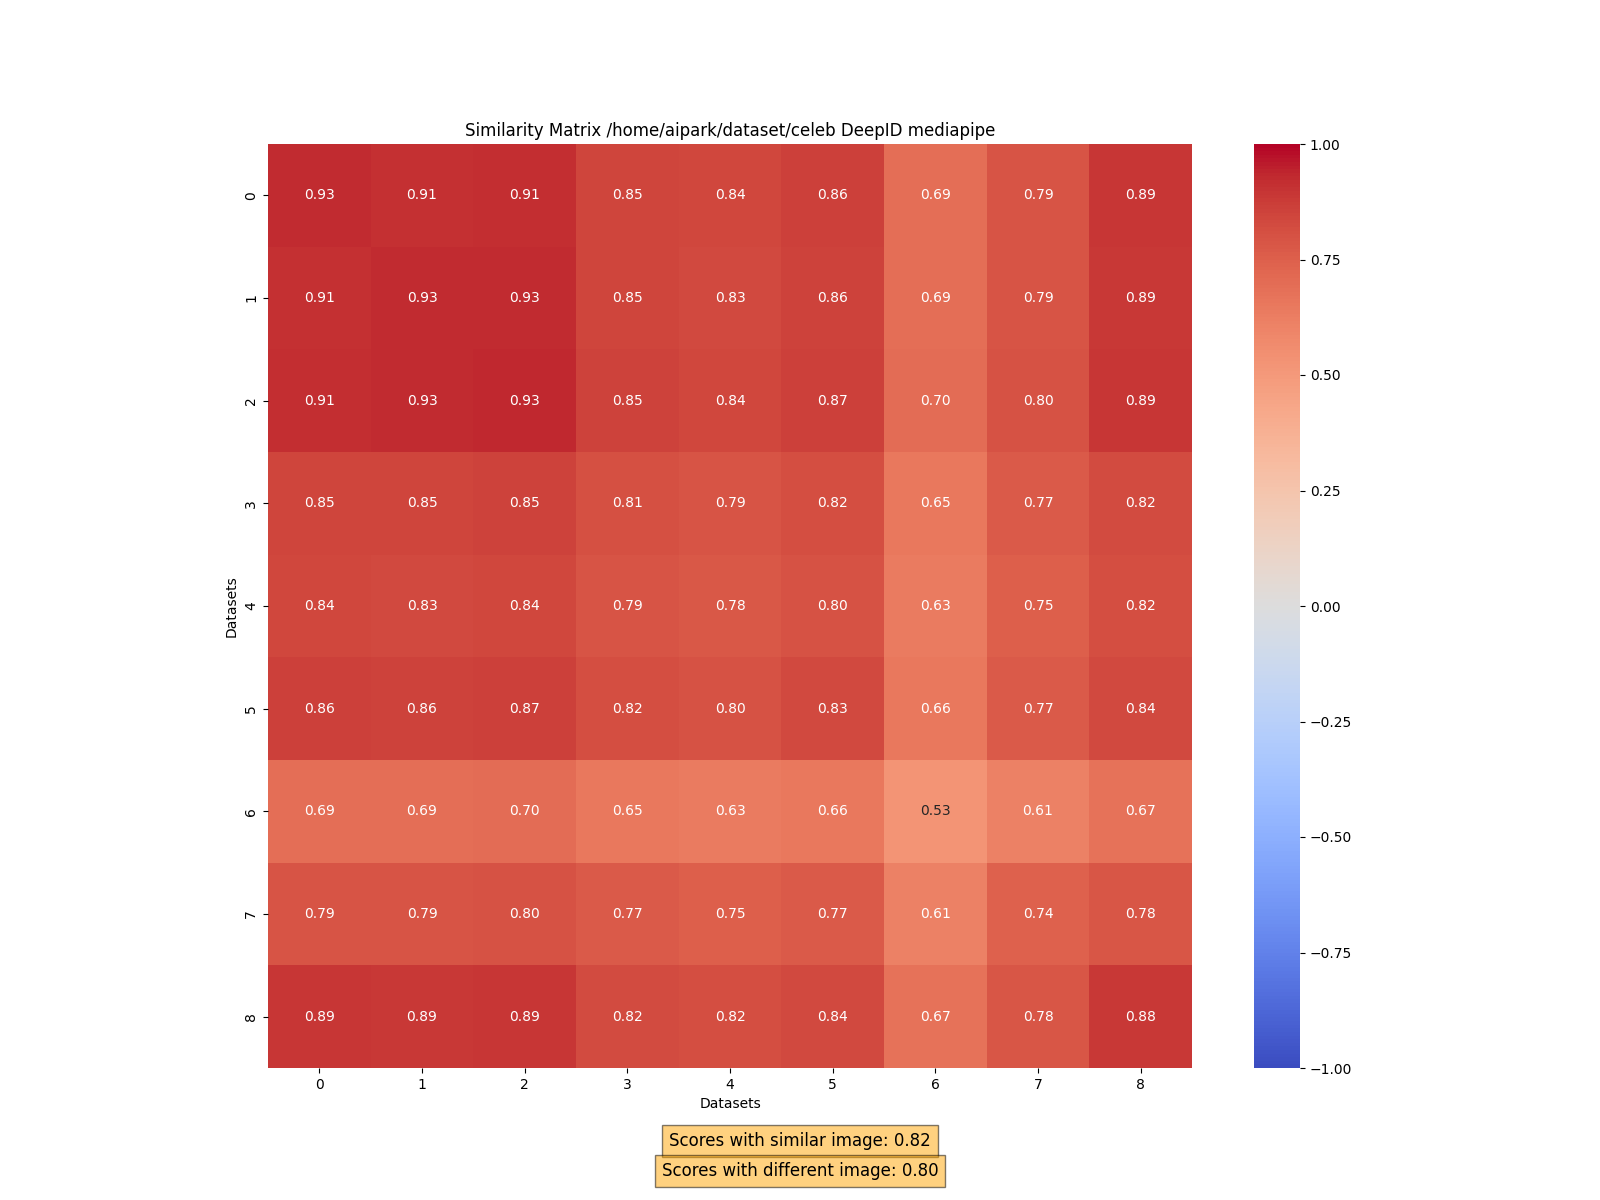 Similarity Matrix /home/aipark/dataset/celeb DeepID mediapipe
0 0.93 0.91 0.91 0.85 0.84 0.86 0.69 0.79 0.89
1 0.91 0.93 0.93 0.85 0.83 0.86 0.69 0.79 0.89
2 0.91 0.93 0.93 0.85 0.84 0.87 0.70 0.80 0.89
3 0.85 0.85 0.85 0.81 0.79 0.82 0.65 0.77 0.82
4 0.84 0.83 0.84 0.79 0.78 0.80 0.63 0.75 0.82
5 0.86 0.86 0.87 0.82 0.80 0.83 0.66 0.77 0.84
6 0.69 0.69 0.70 0.65 0.63 0.66 0.53 0.61 0.67
7 0.79 0.79 0.80 0.77 0.75 0.77 0.61 0.74 0.78
8 0.89 0.89 0.89 0.82 0.82 0.84 0.67 0.78 0.88
0 1 2 3 4 5 6 7 8
Datasets
Datasets
1.00
0.75
0.50
0.25
0.00
−0.25
−0.50
−0.75
−1.00
Scores with similar image: 0.82
Scores with different image: 0.80